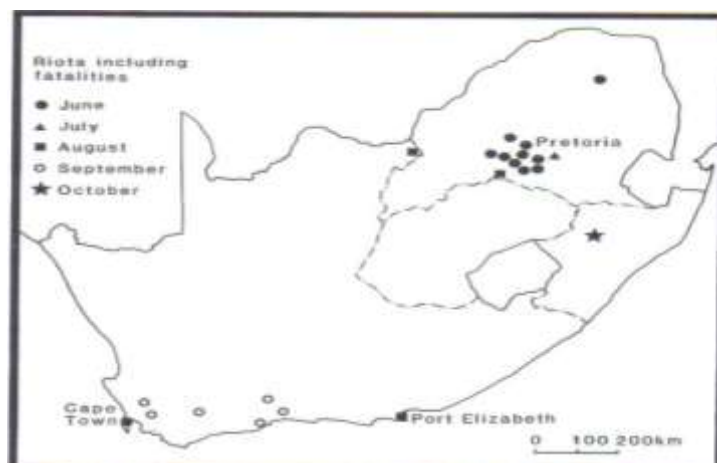 Riots including
fatalities
June
July
August
September
October
Pretoria
Cape
Town
Port Elizabeth
0 100 200km